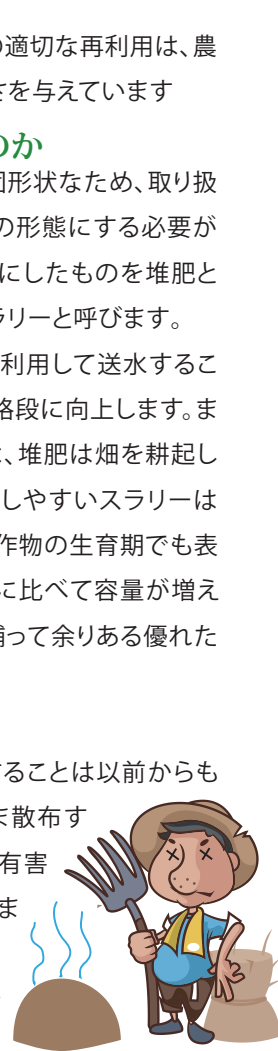 の適切な再利用は、農
さを与えています
のか
固形状なため、取り扱
の形態にする必要が
にしたものを堆肥と
ラリーと呼びます。
利用して送水するこ
格段に向上します。ま
、堆肥は畑を耕起し
しやすいスラリーは
作物の生育期でも表
に比べて容量が増え
補って余りある優れた
することは以前からも
ま散布す
有害
ま